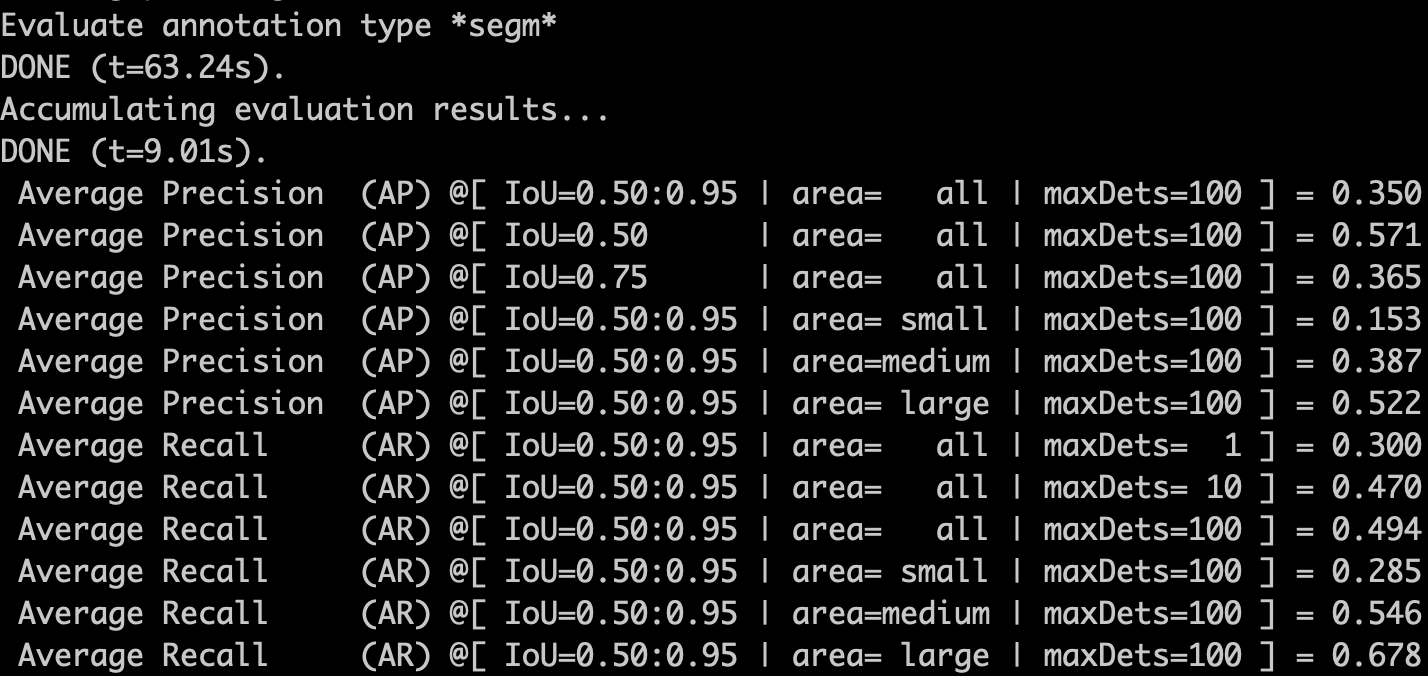 Evaluate annotation type *segm*
DONE (t=63.24s).
Accumulating evaluation results...
DONE (t=9.01s).
 Average Precision  (AP) @[ IoU=0.50:0.95 | area=   all | maxDets=100 ] = 0.350
 Average Precision  (AP) @[ IoU=0.50      | area=   all | maxDets=100 ] = 0.571
 Average Precision  (AP) @[ IoU=0.75      | area=   all | maxDets=100 ] = 0.365
 Average Precision  (AP) @[ IoU=0.50:0.95 | area= small | maxDets=100 ] = 0.153
 Average Precision  (AP) @[ IoU=0.50:0.95 | area=medium | maxDets=100 ] = 0.387
 Average Precision  (AP) @[ IoU=0.50:0.95 | area= large | maxDets=100 ] = 0.522
 Average Recall     (AR) @[ IoU=0.50:0.95 | area=   all | maxDets=  1 ] = 0.300
 Average Recall     (AR) @[ IoU=0.50:0.95 | area=   all | maxDets= 10 ] = 0.470
 Average Recall     (AR) @[ IoU=0.50:0.95 | area=   all | maxDets=100 ] = 0.494
 Average Recall     (AR) @[ IoU=0.50:0.95 | area= small | maxDets=100 ] = 0.285
 Average Recall     (AR) @[ IoU=0.50:0.95 | area=medium | maxDets=100 ] = 0.546
 Average Recall     (AR) @[ IoU=0.50:0.95 | area= large | maxDets=100 ] = 0.678